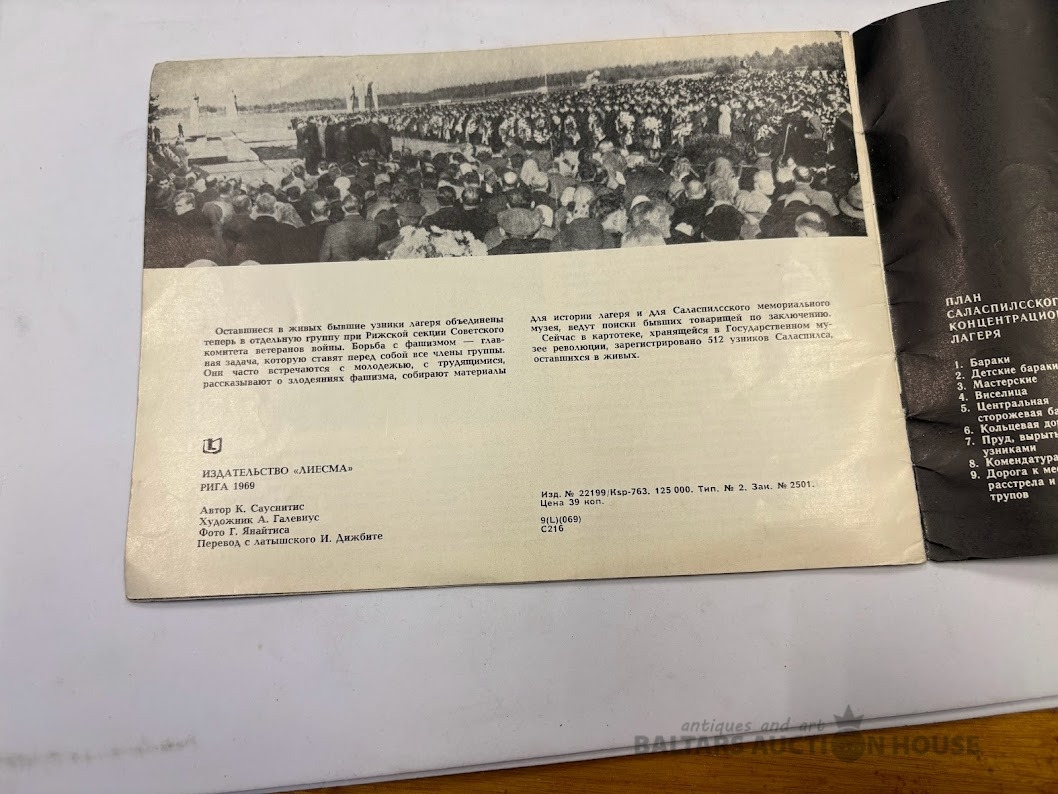 Оставшиеся в живых бывшие узники лагеря объединены
теперь в отдельную группу при Рижской секции Советского
комитета ветеранов войны. Борьба с фашизмом — глав-
ная задача, которую ставят перед собой все члены группы.
Они часто встречаются с молодежью, с трудящимися,
рассказывают о злодеяниях фашизма, собирают материалы
для истории лагеря и для Саласпилсского мемориального
музея, ведут поиски бывших товарищей по заключению.
Сейчас в картотеке, хранящейся в Государственном му-
зее революции, зарегистрировано 512 узников Саласпилса,
оставшихся в живых.
ИЗДАТЕЛЬСТВО «ЛИЕСМА»
РИГА 1969
Автор К. Сауснитис
Художник А. Галевиус
Фото Г. Янайтиса
Перевод с латышского И. Дижбите
Изд. № 22199/Ksp-763. 125 000. Тип. № 2. Зак. № 2501.
Цена 39 коп.
9(L)(069)
С216
ПЛАН
САЛАСПИЛССКОГ
КОНЦЕНТРАЦИО
ЛАГЕРЯ
1. Бараки
2. Детские бараки
3. Мастерские
4. Виселица
5. Центральная
сторожевая ба
6. Кольцевая до
7. Пруд, вырыты
узниками
8. Комендатура
9. Дорога к ме
расстрела и
трупов
antiques and art
BALTARS AUCTION HOUSE